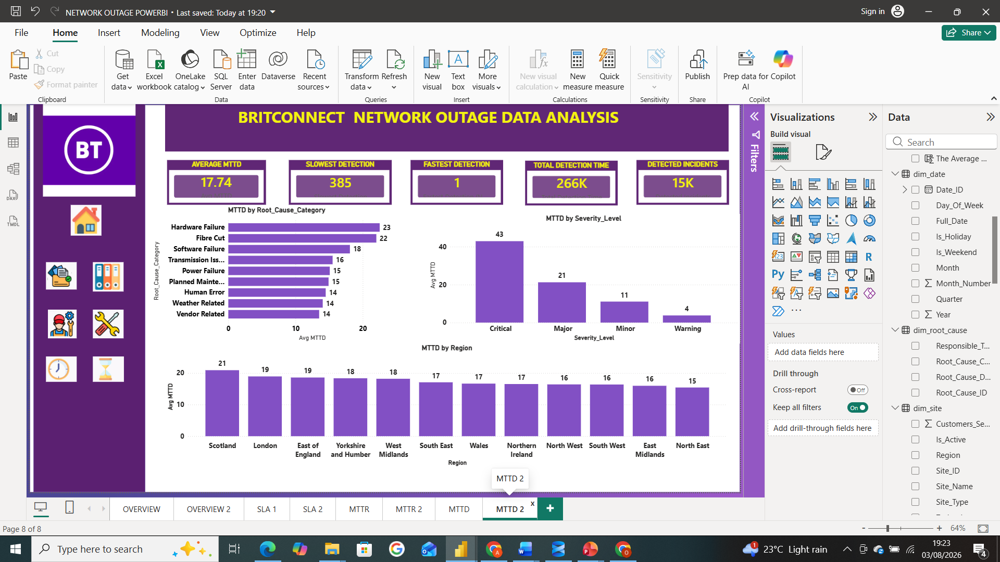 NETWORK OUTAGE POWERBI • Last saved: Today at 19:20
Sign in
File
Home
Insert
Modeling
View
Optimize
Help
Share
Paste
Cut
Copy
Format painter
Clipboard
Get data
Excel workbook
OneLake catalog
SQL Server
Enter data
Dataverse
Recent sources
Data
Transform data
Refresh
Queries
New visual
Text box
More visuals
Insert
New visual calculation
New measure
Quick measure
Calculations
Sensitivity
Sensitivity
Publish
Share
Prep data for AI
Copilot
Copilot
DAX
TMDL
BT
BRITCONNECT NETWORK OUTAGE DATA ANALYSIS
AVERAGE MTTD
17.74
SLOWEST DETECTION
385
FASTEST DETECTION
1
TOTAL DETECTION TIME
266K
DETECTED INCIDENTS
15K
MTTD by Root_Cause_Category
Root_Cause_Category
Hardware Failure 23
Fibre Cut 22
Software Failure 18
Transmission Iss... 16
Power Failure 15
Planned Mainte... 15
Human Error 14
Weather Related 14
Vendor Related 14
0 10 20
Avg MTTD
MTTD by Severity_Level
Avg MTTD
40
20
0
43
21
11
4
Critical Major Minor Warning
Severity_Level
MTTD by Region
Avg MTTD
20
10
0
21 19 19 18 18 17 17 17 16 16 16 15
Scotland
London
East of England
Yorkshire and Humber
West Midlands
South East
Wales
Northern Ireland
North West
South West
East Midlands
North East
Region
MTTD 2
Filters
Visualizations
Build visual
123
R
Py
...
Values
Add data fields here
Drill through
Cross-report
Off
Keep all filters
On
Add drill-through fields here
Data
Search
The Average ...
dim_date
Date_ID
Day_Of_Week
Full_Date
Is_Holiday
Is_Weekend
Month
Month_Number
Quarter
Year
dim_root_cause
Responsible_T...
Root_Cause_C...
Root_Cause_D...
Root_Cause_ID
dim_site
Customers_Se...
Is_Active
Region
Site_ID
Site_Name
Site_Type
OVERVIEW
OVERVIEW 2
SLA 1
SLA 2
MTTR
MTTR 2
MTTD
MTTD 2
x
+
Page 8 of 8
- + 64%
Type here to search
1
23°C Light rain
19:23
03/08/2026
4